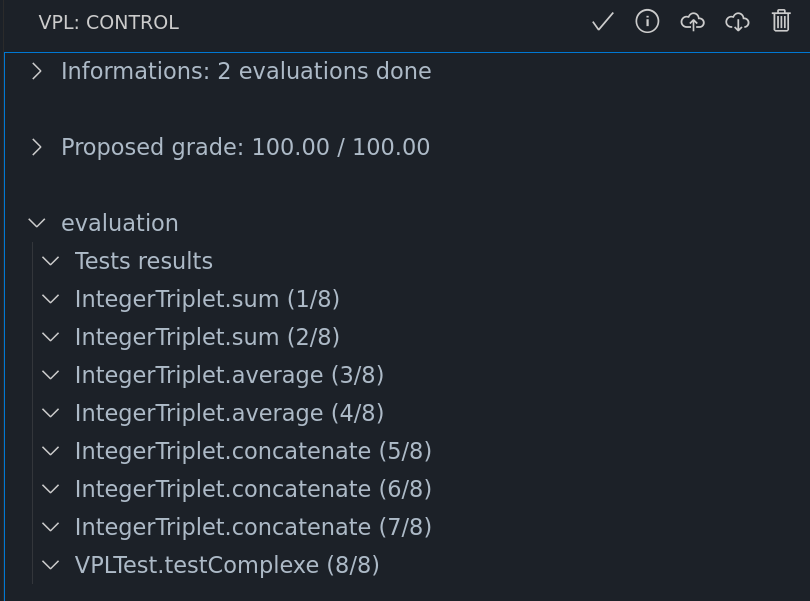 VPL: CONTROL
Informations: 2 evaluations done
Proposed grade: 100.00 / 100.00
evaluation
Tests results
IntegerTriplet.sum (1/8)
IntegerTriplet.sum (2/8)
IntegerTriplet.average (3/8)
IntegerTriplet.average (4/8)
IntegerTriplet.concatenate (5/8)
IntegerTriplet.concatenate (6/8)
IntegerTriplet.concatenate (7/8)
VPLTest.testComplexe (8/8)